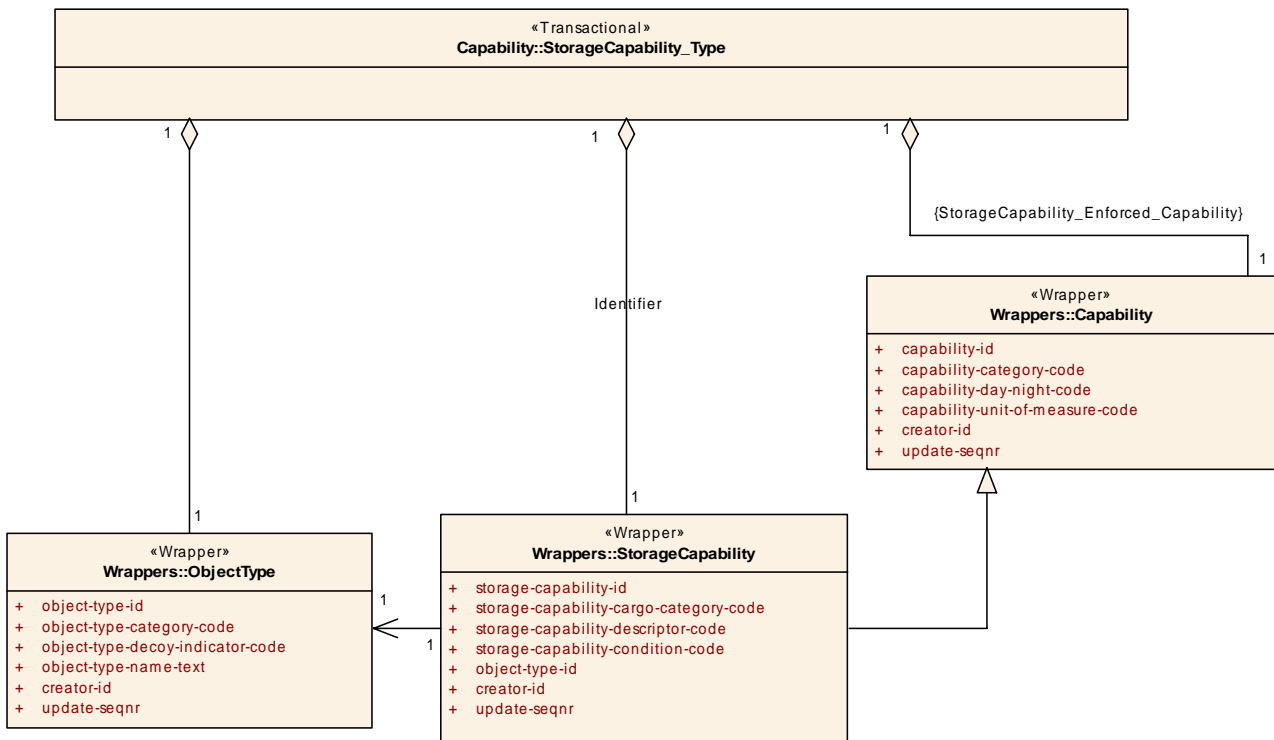 «Transactional»
Capability::StorageCapability_Type
1
1
1
{StorageCapability_Enforced_Capability}
1
Identifier
«Wrapper»
Wrappers::Capability
+ capability-id
+ capability-category-code
+ capability-day-night-code
+ capability-unit-of-measure-code
+ creator-id
+ update-seqnr
1
1
«Wrapper»
Wrappers::ObjectType
+ object-type-id
+ object-type-category-code
+ object-type-decoy-indicator-code
+ object-type-name-text
+ creator-id
+ update-seqnr
1
1
«Wrapper»
Wrappers::StorageCapability
+ storage-capability-id
+ storage-capability-cargo-category-code
+ storage-capability-descriptor-code
+ storage-capability-condition-code
+ object-type-id
+ creator-id
+ update-seqnr